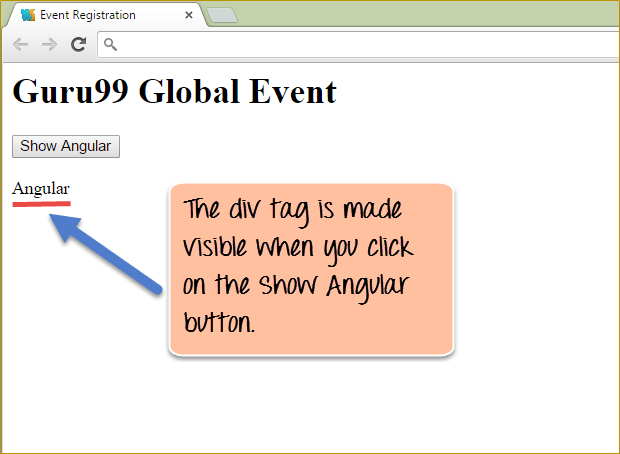 Event Registration
Guru99 Global Event
Show Angular
Angular
The div tag is made
visible when you click
on the Show Angular
button.